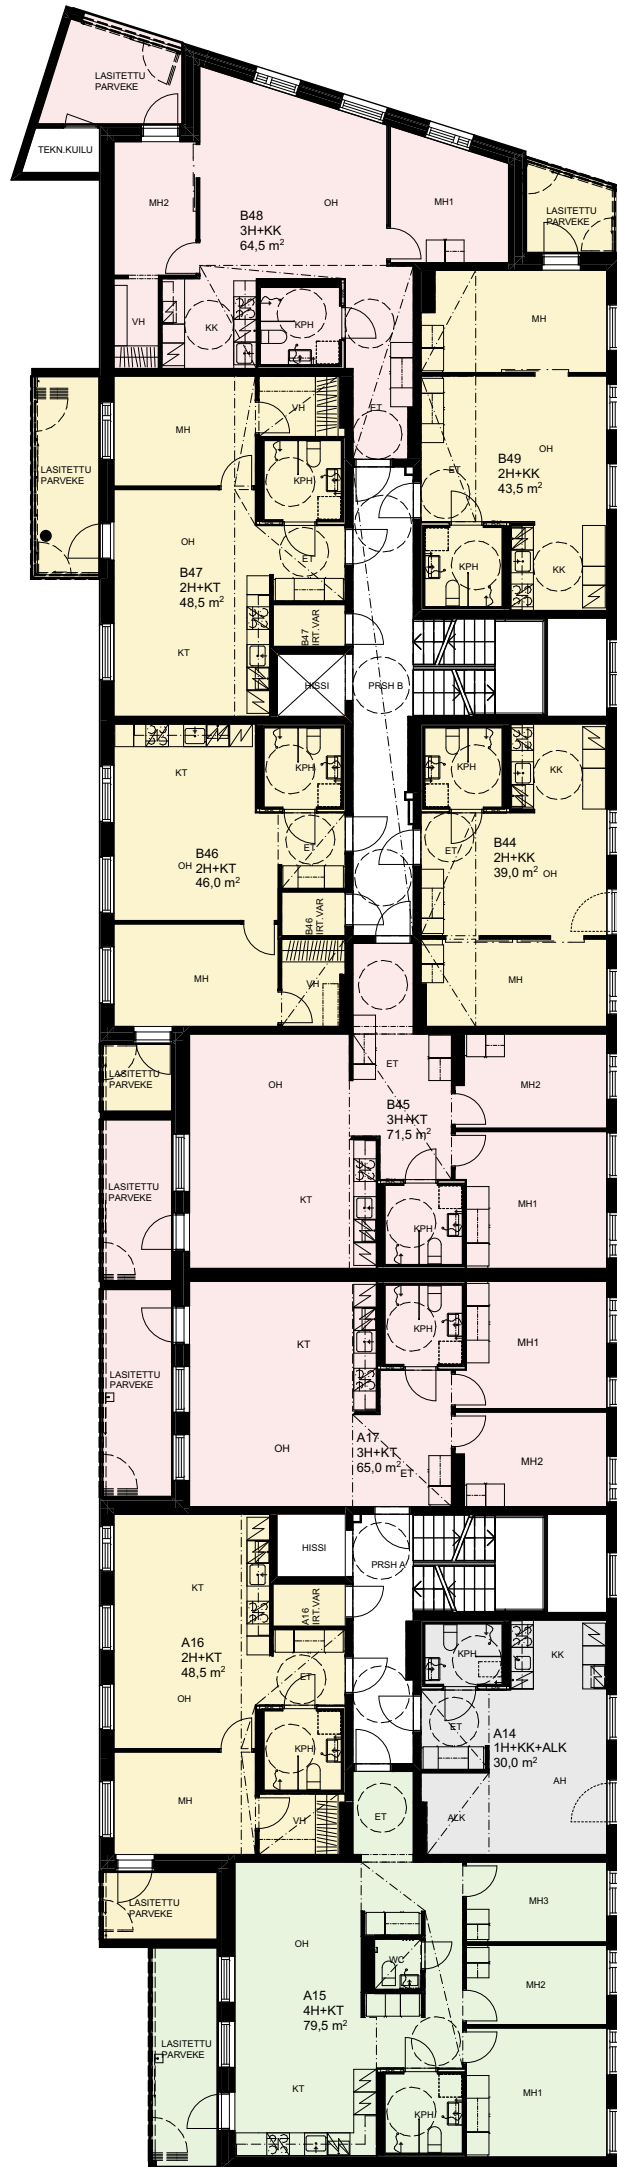 LASITETTU
PARVEKE
TEKN.KUILU
MH2
B48
3H+KK
64,5 m²
OH
MH1
LASITETTU
PARVEKE
VH
KK
KPH
ET
MH
LASITETTU
PARVEKE
MH
VH
KPH
OH
B47
2H+KT
48,5 m²
ET
KT
B47
IRT.VAR
HISSI
PRSH B
B49
2H+KK
43,5 m²
OH
ET
KPH
KK
KT
KPH
B46
2H+KT
46,0 m²
OH
ET
B46
IRT.VAR
MH
VH
KPH
KK
B44
2H+KK
39,0 m²
OH
ET
MH
LASITETTU
PARVEKE
LASITETTU
PARVEKE
OH
ET
B45
3H+KT
71,5 m²
MH2
KT
KPH
MH1
LASITETTU
PARVEKE
KT
KPH
MH1
OH
A17
3H+KT
65,0 m²
ET
MH2
KT
HISSI
PRSH A
A16
IRT.VAR
A16
2H+KT
48,5 m²
OH
ET
KPH
MH
VH
KPH
KK
ET
A14
1H+KK+ALK
30,0 m²
AH
ALK
ET
LASITETTU
PARVEKE
LASITETTU
PARVEKE
OH
WC
MH3
A15
4H+KT
79,5 m²
MH2
KT
KPH
MH1